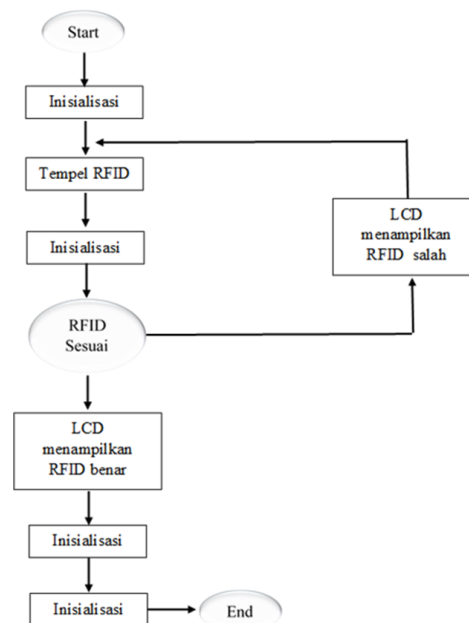 Start
Inisialisasi
Tempel RFID
Inisialisasi
LCD
menampilkan
RFID salah
RFID
Sesuai
LCD
menampilkan
RFID benar
Inisialisasi
Inisialisasi
End